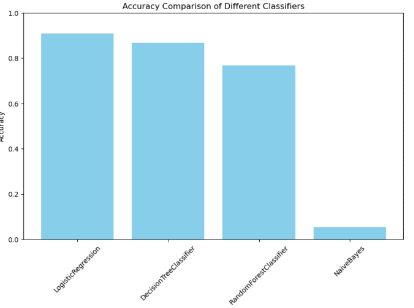 Accuracy Comparison of Different Classifiers
1.0
0.8
0.6
0.4
0.2
0.0
Accuracy
LogisticRegression
DecisionTreeClassifier
RandomForestClassifier
NaiveBayes